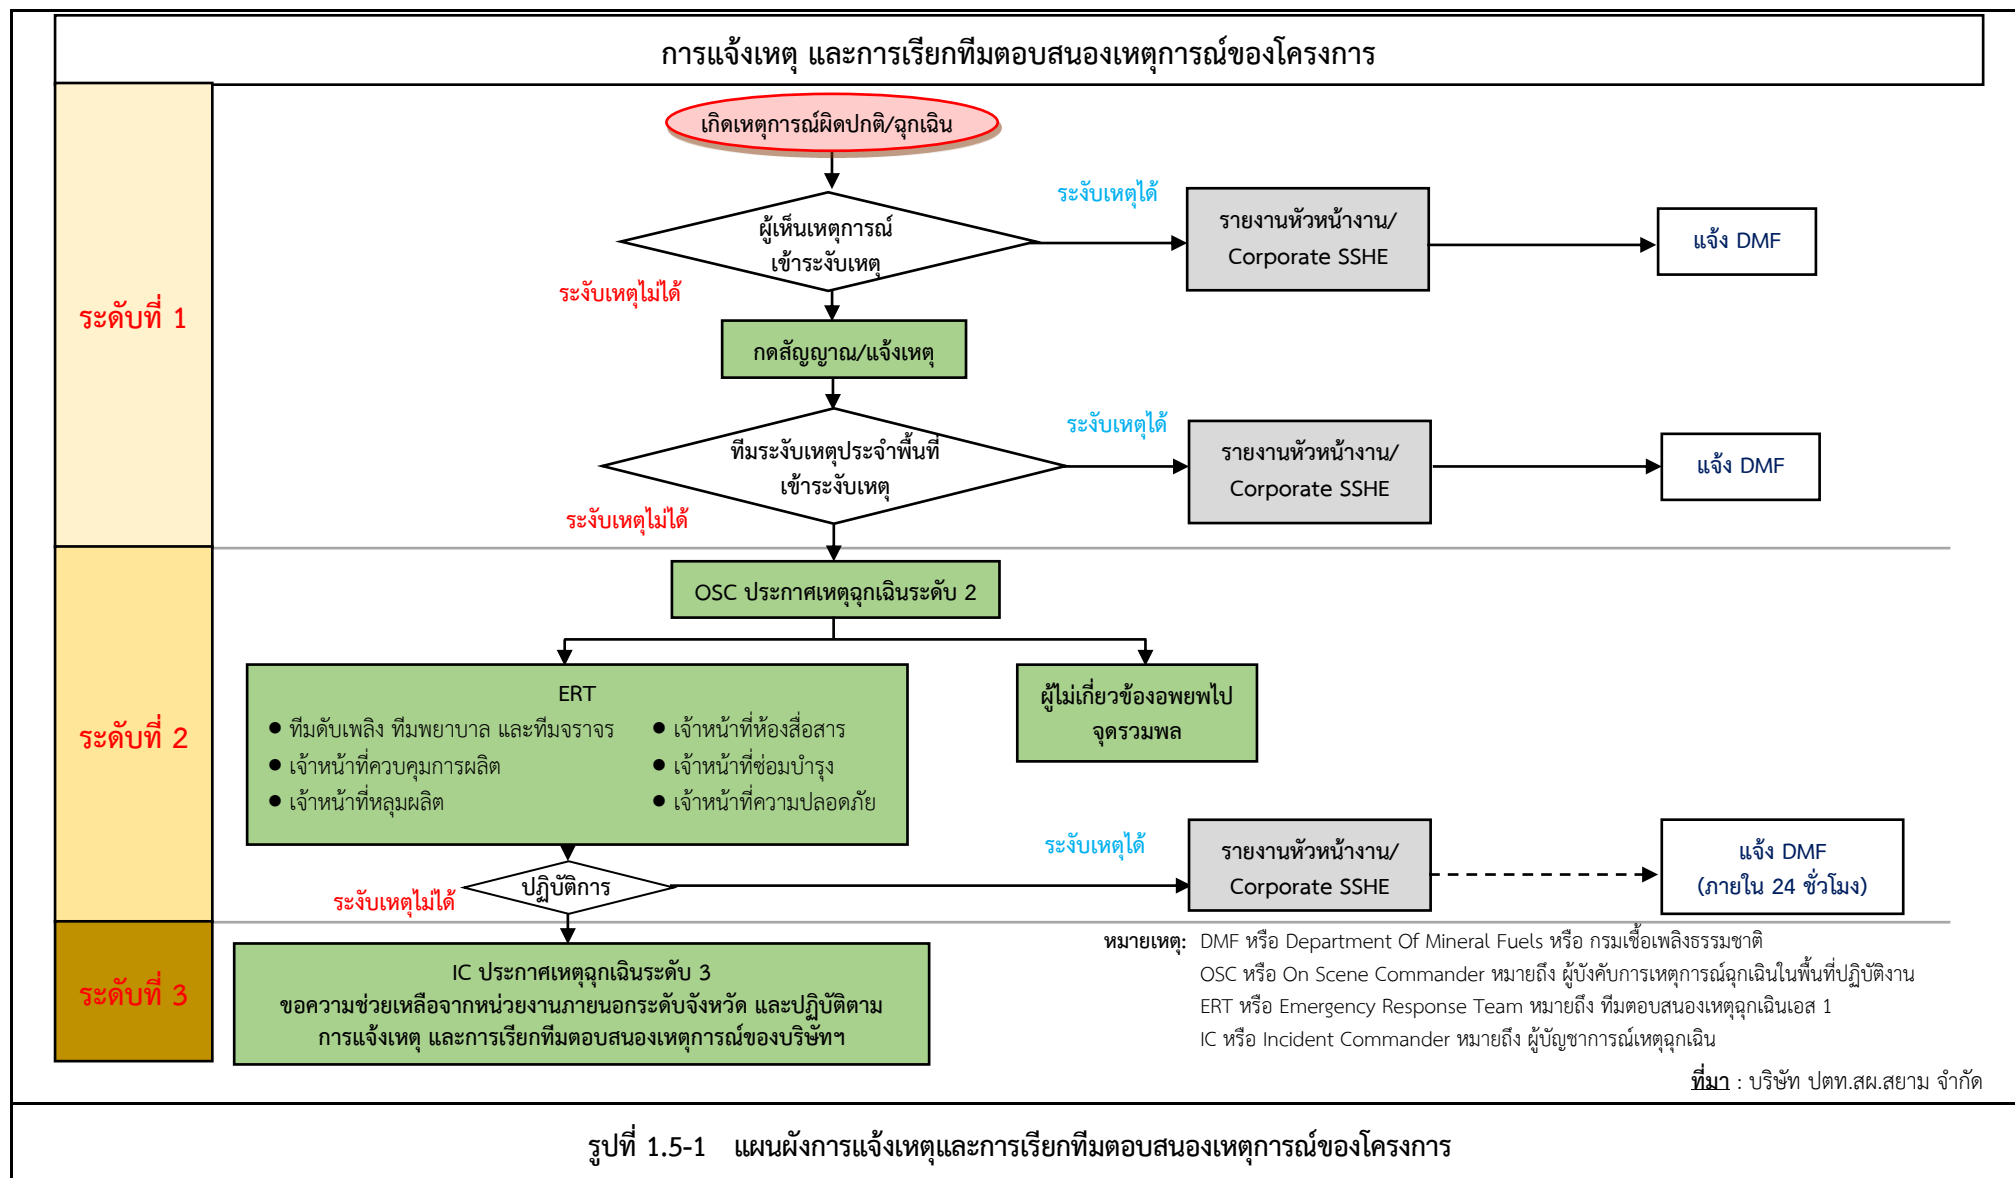 การแจ้งเหตุ และการเรียกทีมตอบสนองเหตุการณ์ของโครงการ
ระดับที่ 1
เกิดเหตุการณ์ผิดปกติ/ฉุกเฉิน
ผู้เห็นเหตุการณ์
เข้าระงับเหตุ
ระงับเหตุได้
รายงานหัวหน้างาน/
Corporate SSHE
แจ้ง DMF
ระงับเหตุไม่ได้
กดสัญญาณ/แจ้งเหตุ
ทีมระงับเหตุประจำพื้นที่
เข้าระงับเหตุ
ระงับเหตุได้
รายงานหัวหน้างาน/
Corporate SSHE
แจ้ง DMF
ระงับเหตุไม่ได้
ระดับที่ 2
OSC ประกาศเหตุฉุกเฉินระดับ 2
ERT
● ทีมดับเพลิง ทีมพยาบาล และทีมจราจร
● เจ้าหน้าที่ควบคุมการผลิต
● เจ้าหน้าที่หลุมผลิต
● เจ้าหน้าที่ห้องสื่อสาร
● เจ้าหน้าที่ซ่อมบำรุง
● เจ้าหน้าที่ความปลอดภัย
ผู้ไม่เกี่ยวข้องอพยพไป
จุดรวมพล
ปฏิบัติการ
ระงับเหตุได้
รายงานหัวหน้างาน/
Corporate SSHE
แจ้ง DMF
(ภายใน 24 ชั่วโมง)
ระงับเหตุไม่ได้
ระดับที่ 3
IC ประกาศเหตุฉุกเฉินระดับ 3
ขอความช่วยเหลือจากหน่วยงานภายนอกระดับจังหวัด และปฏิบัติตาม
การแจ้งเหตุ และการเรียกทีมตอบสนองเหตุการณ์ของบริษัทฯ
หมายเหตุ: DMF หรือ Department Of Mineral Fuels หรือ กรมเชื้อเพลิงธรรมชาติ
OSC หรือ On Scene Commander หมายถึง ผู้บังคับการเหตุการณ์ฉุกเฉินในพื้นที่ปฏิบัติงาน
ERT หรือ Emergency Response Team หมายถึง ทีมตอบสนองเหตุฉุกเฉินเอส 1
IC หรือ Incident Commander หมายถึง ผู้บัญชาการณ์เหตุฉุกเฉิน
ที่มา : บริษัท ปตท.สผ.สยาม จำกัด
รูปที่ 1.5-1 แผนผังการแจ้งเหตุและการเรียกทีมตอบสนองเหตุการณ์ของโครงการ